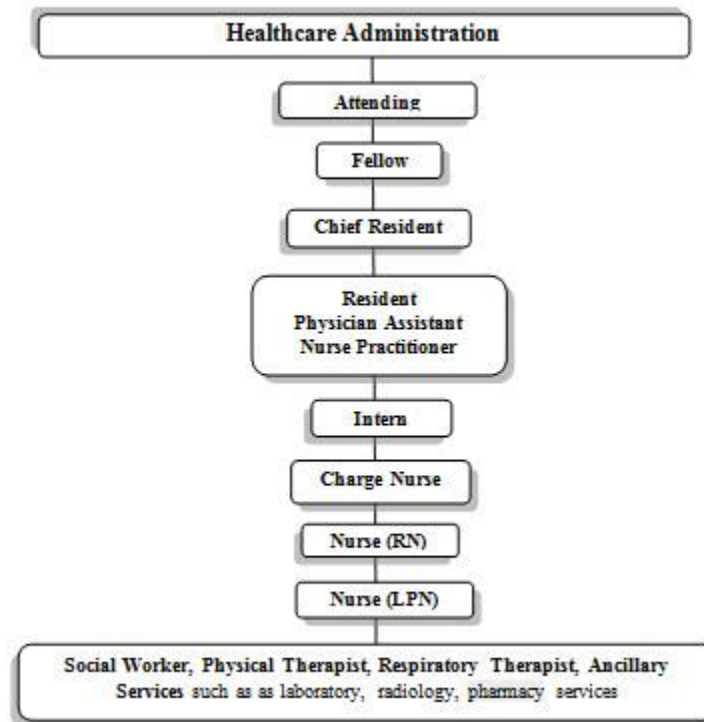 Healthcare Administration
Attending
Fellow
Chief Resident
Resident
Physician Assistant
Nurse Practitioner
Intern
Charge Nurse
Nurse (RN)
Nurse (LPN)
Social Worker, Physical Therapist, Respiratory Therapist, Ancillary
Services such as as laboratory, radiology, pharmacy services